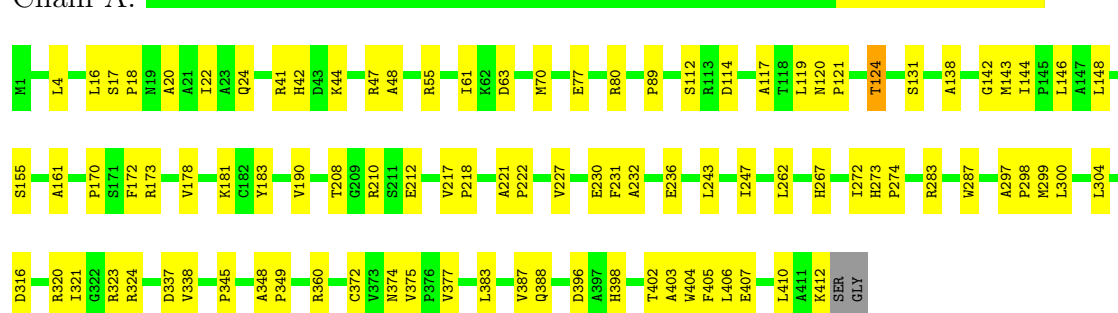 Chain A:
M1 L4 L16 S17 P18 N19 A20 A21 I22 A23 Q24 R41 H42 D43 K44 R47 A48 R55 I61 K62 D63 M70 E77 R80 P89 S112 R113 D114 A117 T118 L119 N120 P121 T124 S131 A138 G142 M143 I144 P145 L146 A147 L148
S155 A161 P170 S171 F172 R173 V178 K181 C182 Y183 V190 T208 G209 R210 S211 E212 V217 P218 A221 P222 V227 E230 F231 A232 E236 L243 I247 L262 H267 I272 H273 P274 R283 W287 A297 P298 M299 L300 L304
D316 R320 I321 G322 R323 R324 D337 V338 P345 A348 P349 R360 C372 V373 N374 V375 P376 V377 L383 V387 Q388 D396 A397 H398 T402 A403 W404 F405 L406 E407 L410 A411 K412 SER GLY